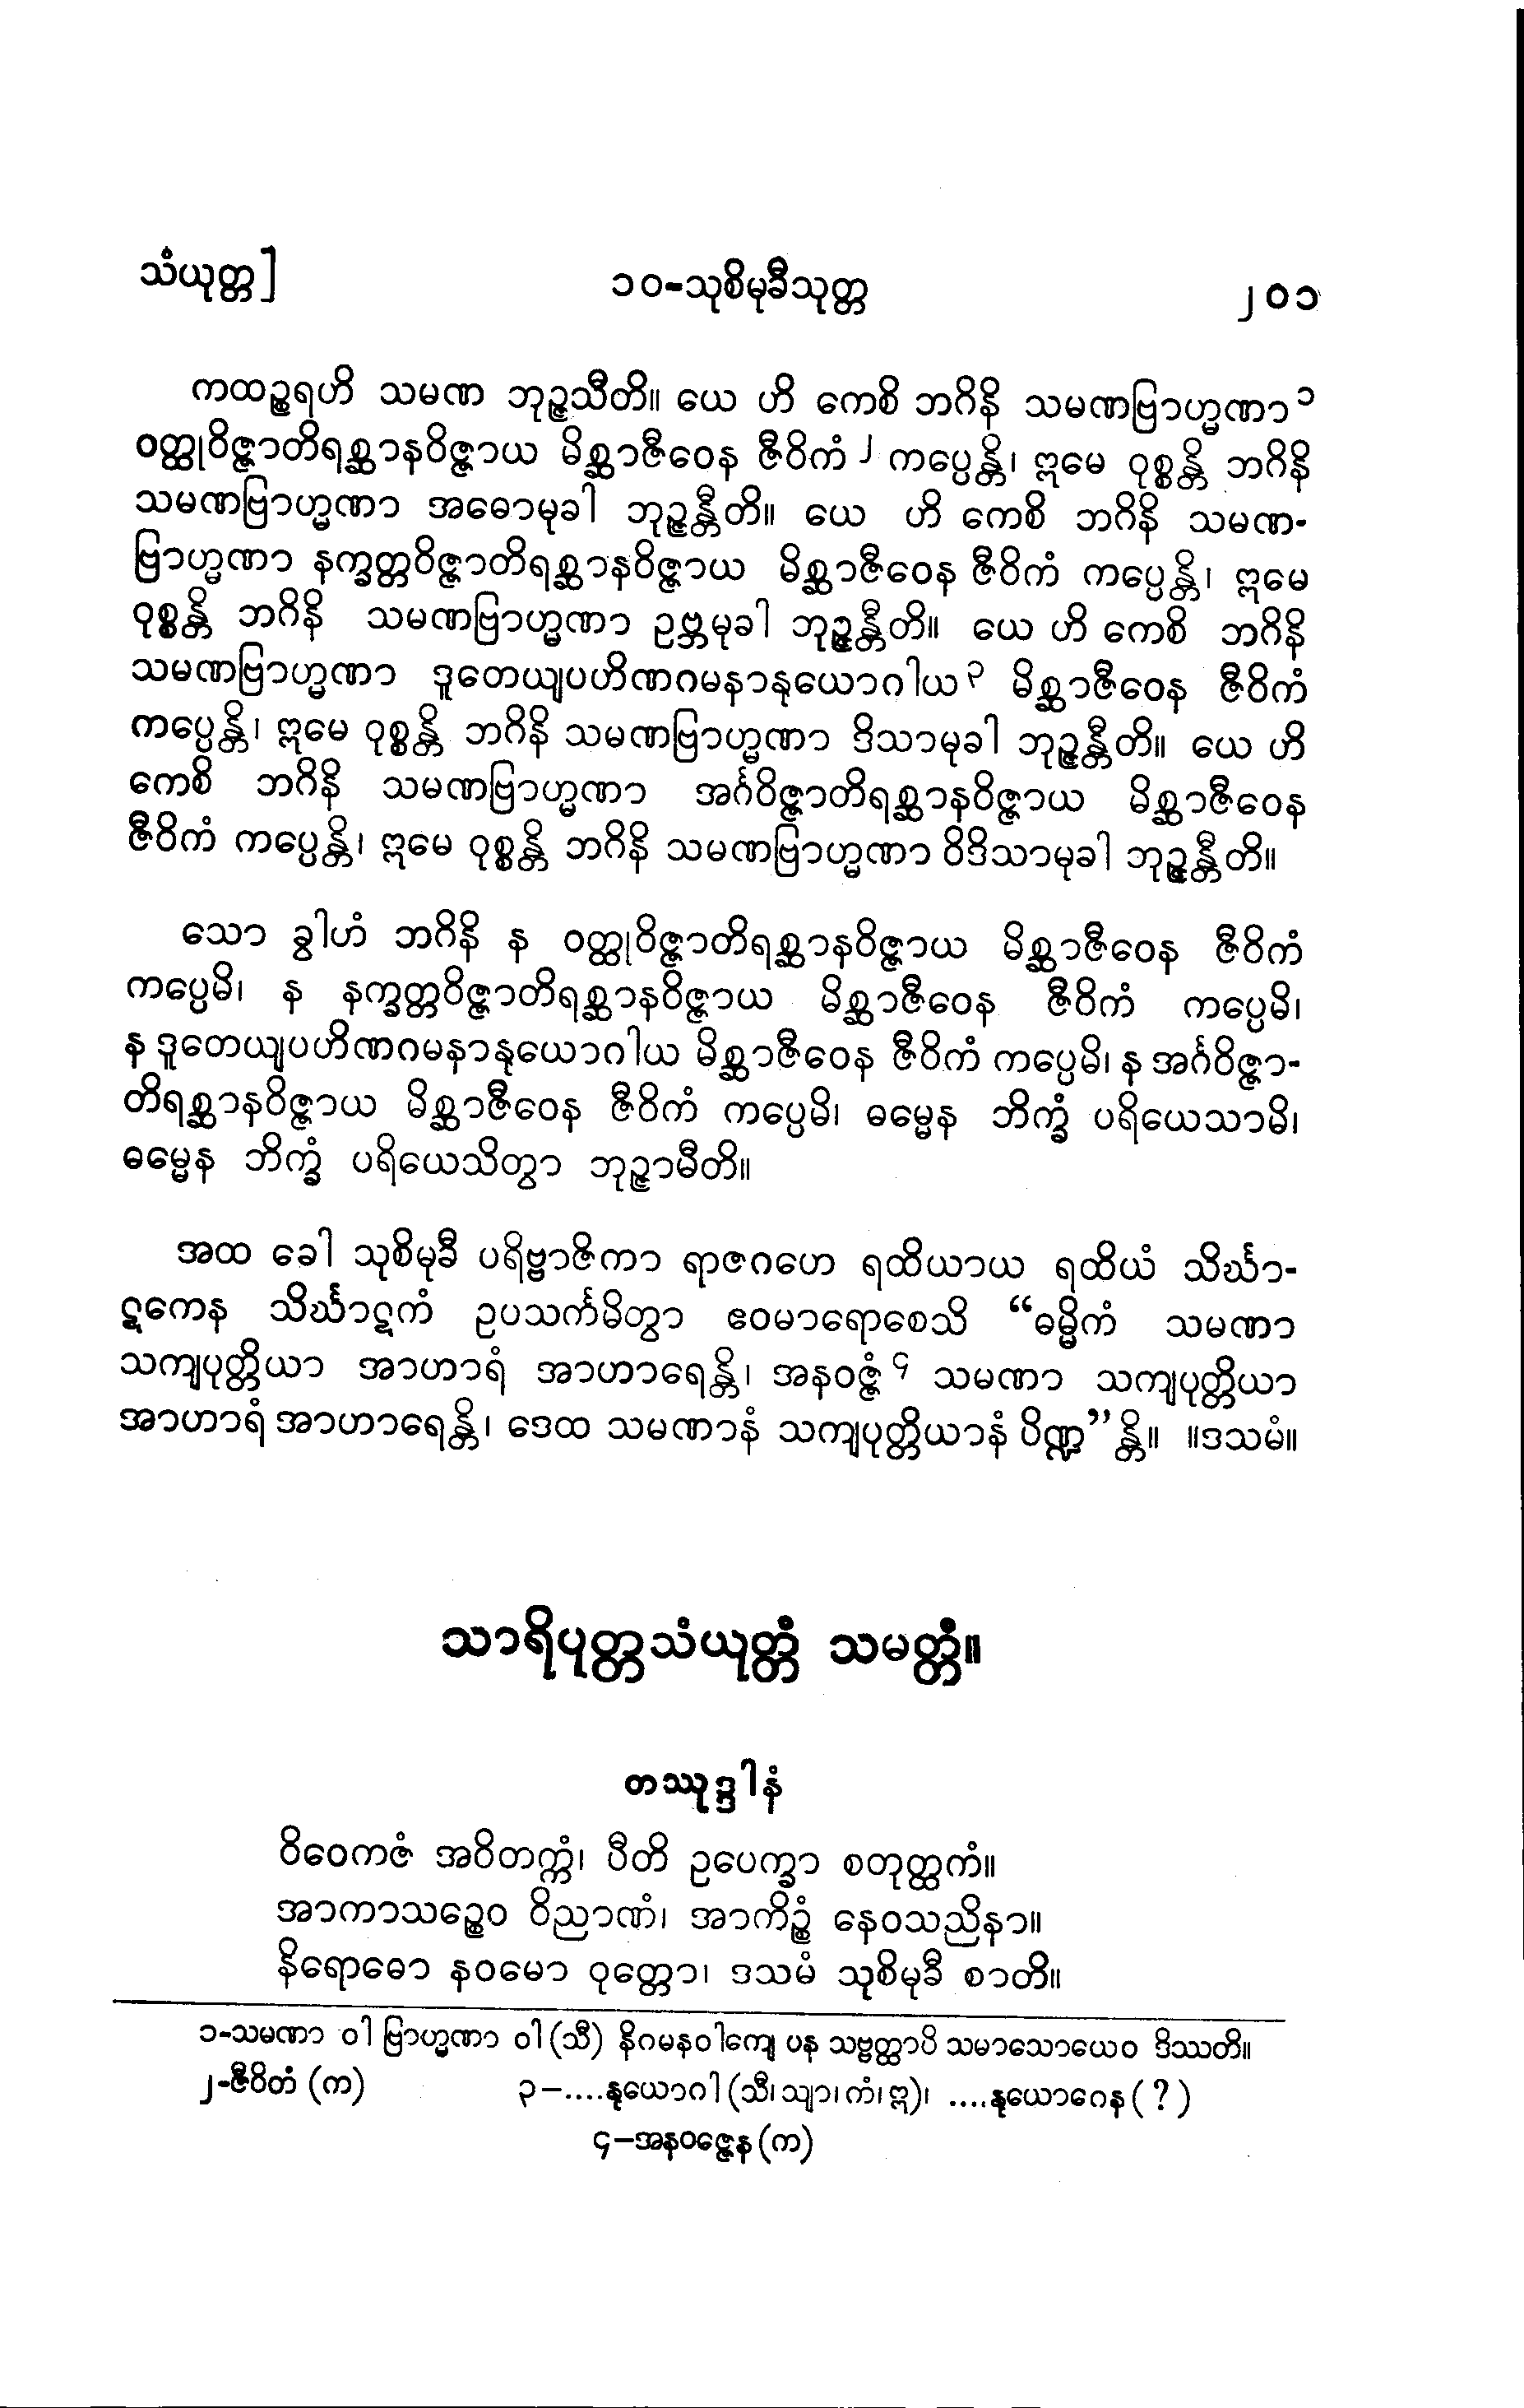 သံယုတ္တ] ၁၀-သုစိမုခီသုတ္တ ၂၀၁
ကထဉ္စရဟိ သမဏ ဘုဉ္ဇသီတိ။ ယေ ဟိ ကေစိ ဘဂိနိ သမဏဗြာဟ္မဏာ ၁
ဝတ္ထုဝိဇ္ဇာတိရစ္ဆာနဝိဇ္ဇာယ မိစ္ဆာဇီဝေန ဇီဝိကံ ၂ ကပ္ပေန္တိ၊ ဣမေ ဝုစ္စန္တိ ဘဂိနိ
သမဏဗြာဟ္မဏာ အဓောမုခါ ဘုဉ္ဇန္တီတိ။ ယေ ဟိ ကေစိ ဘဂိနိ သမဏ-
ဗြာဟ္မဏာ နက္ခတ္တဝိဇ္ဇာတိရစ္ဆာနဝိဇ္ဇာယ မိစ္ဆာဇီဝေန ဇီဝိကံ ကပ္ပေန္တိ၊ ဣမေ
ဝုစ္စန္တိ ဘဂိနိ သမဏဗြာဟ္မဏာ ဥဗ္ဘမုခါ ဘုဉ္ဇန္တီတိ။ ယေ ဟိ ကေစိ ဘဂိနိ
သမဏဗြာဟ္မဏာ ဒူတေယျပဟိဏဂမနာနုယောဂါယ ၃ မိစ္ဆာဇီဝေန ဇီဝိကံ
ကပ္ပေန္တိ၊ ဣမေ ဝုစ္စန္တိ ဘဂိနိ သမဏဗြာဟ္မဏာ ဒိသာမုခါ ဘုဉ္ဇန္တီတိ။ ယေ ဟိ
ကေစိ ဘဂိနိ သမဏဗြာဟ္မဏာ အင်္ဂဝိဇ္ဇာတိရစ္ဆာနဝိဇ္ဇာယ မိစ္ဆာဇီဝေန
ဇီဝိကံ ကပ္ပေန္တိ၊ ဣမေ ဝုစ္စန္တိ ဘဂိနိ သမဏဗြာဟ္မဏာ ဝိဒိသာမုခါ ဘုဉ္ဇန္တီတိ။
သော ခွါဟံ ဘဂိနိ န ဝတ္ထုဝိဇ္ဇာတိရစ္ဆာနဝိဇ္ဇာယ မိစ္ဆာဇီဝေန ဇီဝိကံ
ကပ္ပေမိ၊ န နက္ခတ္တဝိဇ္ဇာတိရစ္ဆာနဝိဇ္ဇာယ မိစ္ဆာဇီဝေန ဇီဝိကံ ကပ္ပေမိ၊
န ဒူတေယျပဟိဏဂမနာနုယောဂါယ မိစ္ဆာဇီဝေန ဇီဝိကံ ကပ္ပေမိ၊ န အင်္ဂဝိဇ္ဇာ-
တိရစ္ဆာနဝိဇ္ဇာယ မိစ္ဆာဇီဝေန ဇီဝိကံ ကပ္ပေမိ၊ ဓမ္မေန ဘိက္ခံ ပရိယေသာမိ၊
ဓမ္မေန ဘိက္ခံ ပရိယေသိတွာ ဘုဉ္ဇာမီတိ။
အထ ခေါ သုစိမုခီ ပရိဗ္ဗာဇိကာ ရာဇဂဟေ ရထိယာယ ရထိယံ သိင်္ဃာ-
ဋကေန သိင်္ဃာဋကံ ဥပသင်္ကမိတွာ ဧဝမာရောစေသိ “ဓမ္မိကံ သမဏာ
သကျပုတ္တိယာ အာဟာရံ အာဟာရေန္တိ၊ အနဝဇ္ဇံ ၄ သမဏာ သကျပုတ္တိယာ
အာဟာရံ အာဟာရေန္တိ၊ ဒေထ သမဏာနံ သကျပုတ္တိယာနံ ပိဏ္ဍ”န္တိ။ ။ဒသမံ။
သာရိပုတ္တသံယုတ္တံ သမတ္တံ။
တဿုဒ္ဒါနံ
ဝိဝေကဇံ အဝိတက္ကံ၊ ပီတိ ဥပေက္ခာ စတုတ္ထကံ။
အာကာသဉ္စေဝ ဝိညာဏံ၊ အာကိဉ္စံ နေဝသညိနာ။
နိရောဓော နဝမော ဝုတ္တော၊ ဒသမံ သုစိမုခီ စာတိ။
၁-သမဏာ ဝါ ဗြာဟ္မဏာ ဝါ (သီ) နိဂမနဝါကျေ ပန သဗ္ဗတ္ထာပိ သမာသောယေဝ ဒိဿတိ။
၂-ဇီဝိတံ (က) ၃–....နုယောဂါ (သီ၊ သျာ၊ ကံ၊ ဣ)၊ ....နုယောဂေန (?)
၄–အနဝဇ္ဇေန (က)